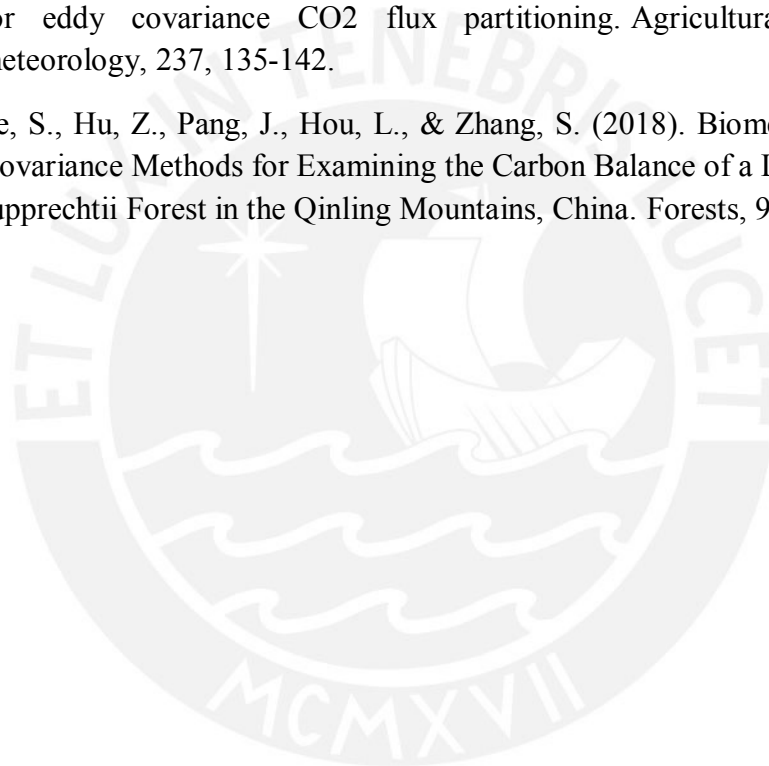 or eddy covariance CO2 flux partitioning. Agricultura
neteorology, 237, 135-142.
e, S., Hu, Z., Pang, J., Hou, L., & Zhang, S. (2018). Biome
ovariance Methods for Examining the Carbon Balance of a L
upprechtii Forest in the Qinling Mountains, China. Forests, 9
ET LUX IN TENEBRIS LUCET
MCMXVII